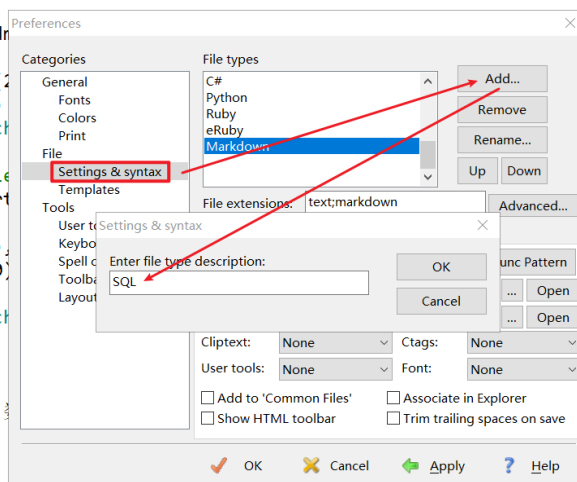 Preferences
Categories
General
Fonts
Colors
Print
File
Settings & syntax
Templates
Tools
User to
Keybo
Spell c
Toolba
Layout
File types
C#
Python
Ruby
eRuby
Markdown
Add...
Remove
Rename...
Up Down
File extensions: text;markdown Advanced...
Settings & syntax
Enter file type description:
SQL
OK
Cancel
unc Pattern
... Open
... Open
Cliptext: None Ctags: None
User tools: None Font: None
Add to 'Common Files' Associate in Explorer
Show HTML toolbar Trim trailing spaces on save
OK Cancel Apply Help